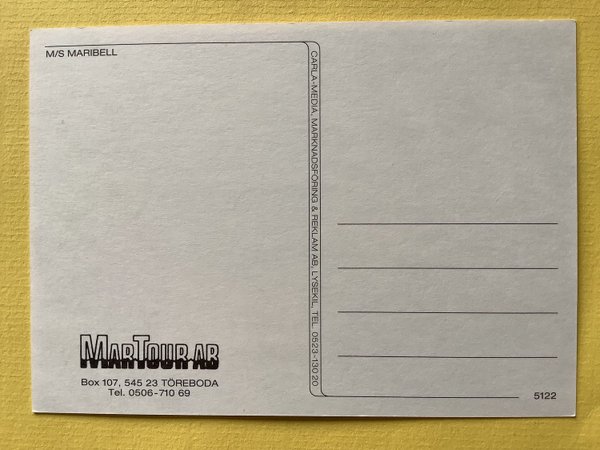 M/S MARIBELL
CARLA-MEDIA, MARKNADSFÖRING & REKLAM AB, LYSEKIL, TEL. 0523-130 20
MARTOUR AB
Box 107, 545 23 TÖREBODA
Tel. 0506-710 69
5122